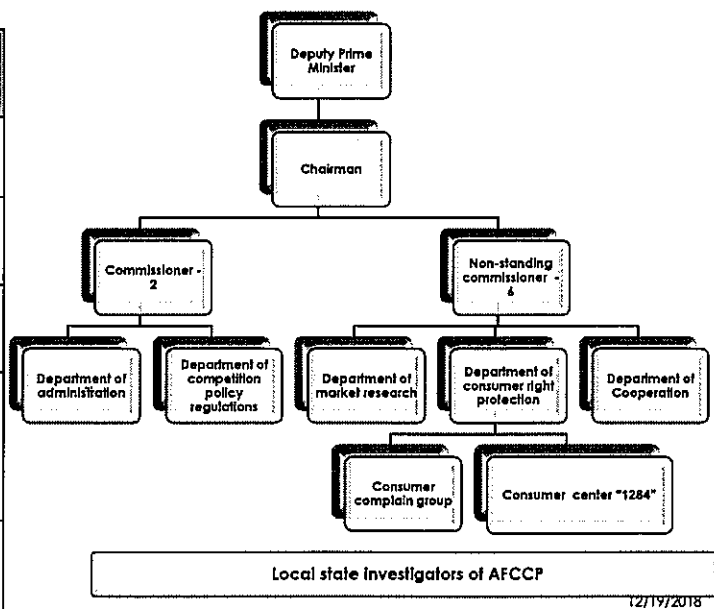 Deputy Prime
Minister
Chairman
Commissioner -
2
Non-standing
commissioner -
6
Department of
administration
Department of
competition
policy
regulations
Department of
market research
Department of
consumer right
protection
Department of
Cooperation
Consumer
complain group
Consumer center "1284"
Local state investigators of AFCCP
12/19/2018